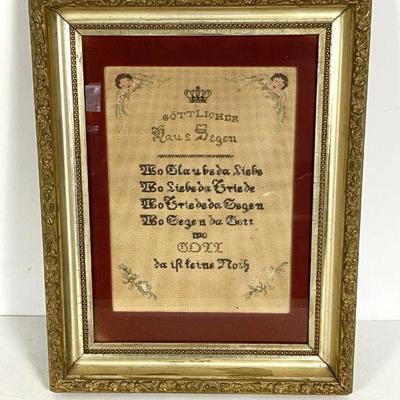 GÖTTLICHER
Haus Segen
Wo Glaube da Liebe
Wo Liebe da Friede
Wo Friede da Segen
Wo Segen da Gott
wo
GOTT
da ist keine Noth